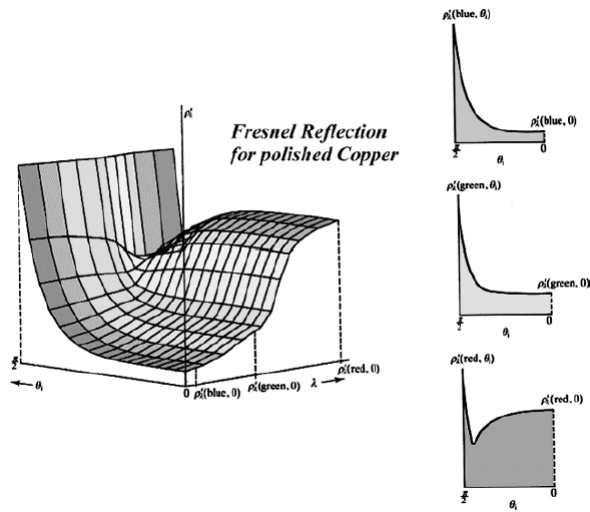 ρ'λ
Fresnel Reflection
for polished Copper
π/2
θi
0
ρ'λ(blue, 0)
ρ'λ(green, 0)
λ
ρ'λ(red, 0)
ρ'λ(blue, θi)
ρ'λ(blue, 0)
π/2
0
θi
ρ'λ(green, θi)
ρ'λ(green, 0)
π/2
0
θi
ρ'λ(red, θi)
ρ'λ(red, 0)
π/2
0
θi